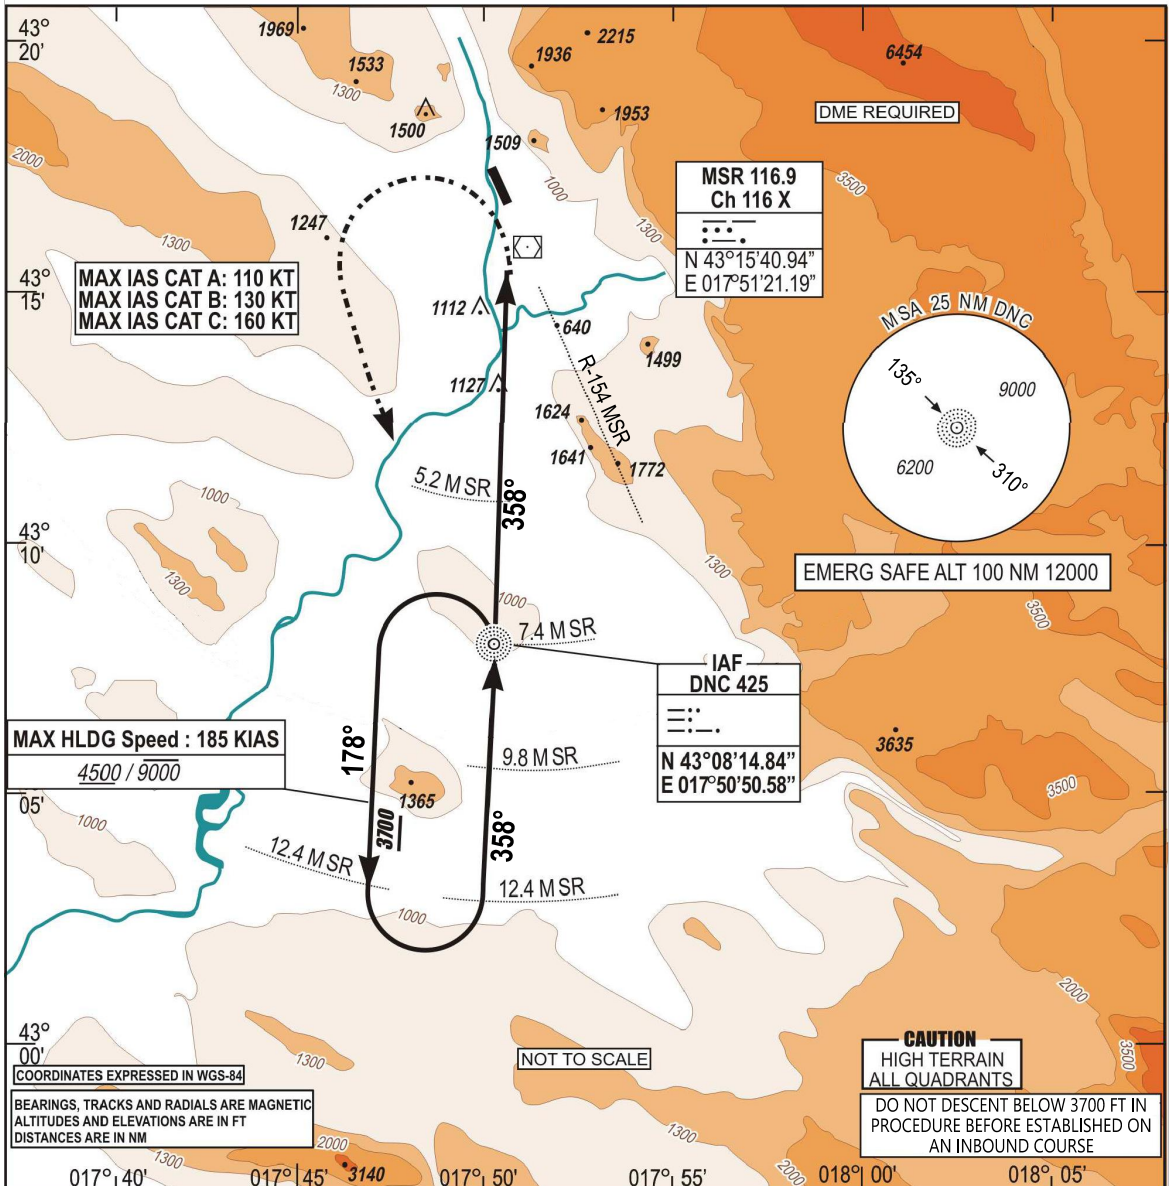 43°
20'
1969
1533
1300
1500
1936
2215
1953
1509
1000
1300
6454
DME REQUIRED
3500
2000
1300
1247
MSR 116.9
Ch 116 X
N 43°15'40.94"
E 017°51'21.19"
MAX IAS CAT A: 110 KT
MAX IAS CAT B: 130 KT
MAX IAS CAT C: 160 KT
43°
15'
1112
640
1499
R-154 MSR
1127
1624
1641
1772
MSA 25 NM DNC
135°
9000
6200
310°
5.2 MSR
358°
1000
43°
10'
1300
1300
EMERG SAFE ALT 100 NM 12000
3500
1000
7.4 MSR
IAF
DNC 425
N 43°08'14.84"
E 017°50'50.58"
MAX HLDG Speed : 185 KIAS
4500 / 9000
178°
9.8 MSR
3635
3500
43°
05'
1000
1365
3700
358°
12.4 MSR
12.4 MSR
1000
2000
43°
00'
1300
NOT TO SCALE
CAUTION
HIGH TERRAIN
ALL QUADRANTS
3500
COORDINATES EXPRESSED IN WGS-84
BEARINGS, TRACKS AND RADIALS ARE MAGNETIC
ALTITUDES AND ELEVATIONS ARE IN FT
DISTANCES ARE IN NM
DO NOT DESCENT BELOW 3700 FT IN
PROCEDURE BEFORE ESTABLISHED ON
AN INBOUND COURSE
1300
2000
1300
3140
2000
017° 40'
017° 45'
017° 50'
017° 55'
018° 00'
018° 05'